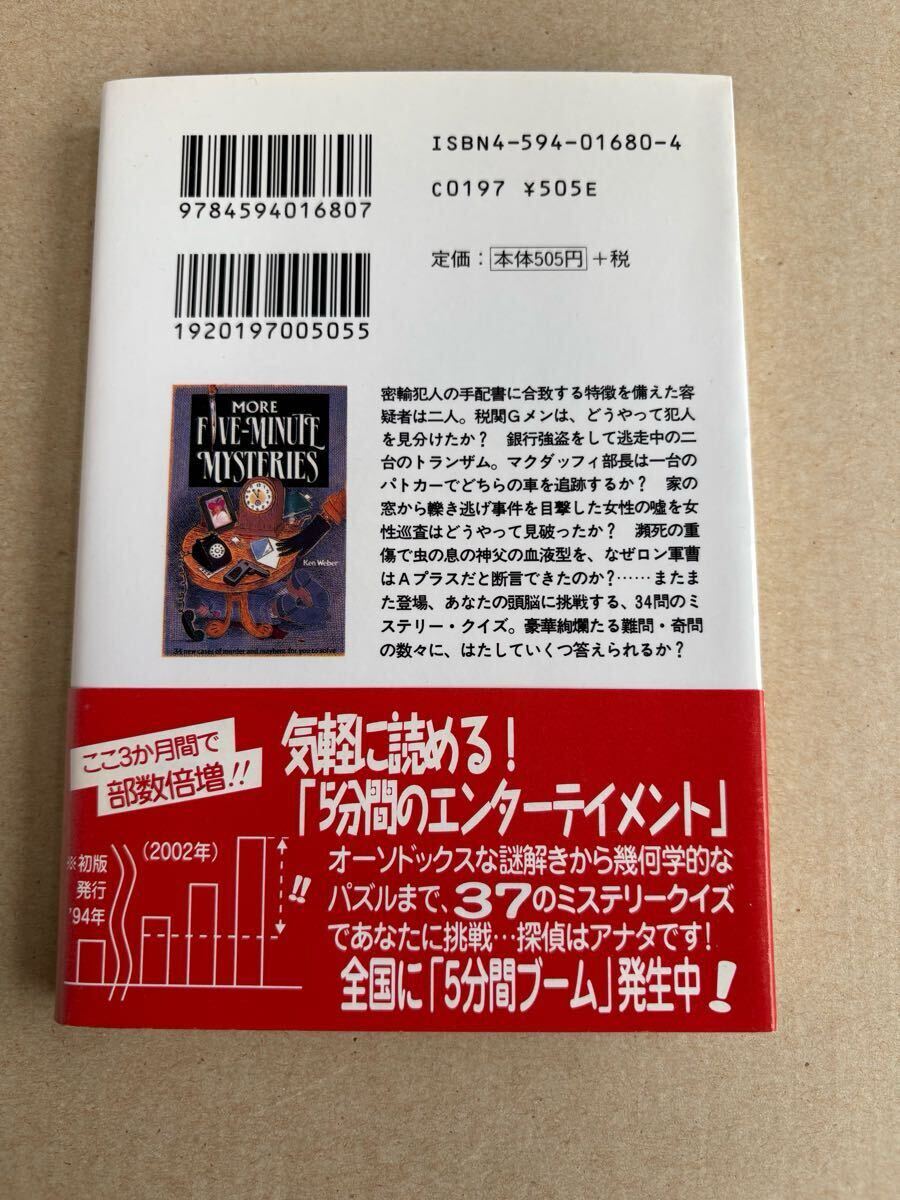 ISBN4-594-01680-4
9784594016807
C0197 ¥505E
定価：本体505円+税
1920197005055
MORE
FIVE-MINUTE
MYSTERIES
Ken Weber
34 new cases of murder and mayhem for you to solve
密輸犯人の手配書に合致する特徴を備えた容
疑者は二人。税関Ｇメンは、どうやって犯人
を見分けたか？　銀行強盗をして逃走中の二
台のトランザム。マクダッフィ部長は一台の
パトカーでどちらの車を追跡するか？　家の
窓から轢き逃げ事件を目撃した女性の嘘を女
性巡査はどうやって見破ったか？　瀕死の重
傷で虫の息の神父の血液型を、なぜロン軍曹
はＡプラスだと断言できたのか？……またま
た登場、あなたの頭脳に挑戦する、34問のミ
ステリー・クイズ。豪華絢爛たる難問・奇問
の数々に、はたしていくつ答えられるか？
ここ3か月間で
部数倍増!!
気軽に読める！
「5分間のエンターテイメント」
オーソドックスな謎解きから幾何学的な
パズルまで、37のミステリークイズ
であなたに挑戦…探偵はアナタです！
全国に「5分間ブーム」発生中！
※初版
発行
'94年
(2002年)
!!